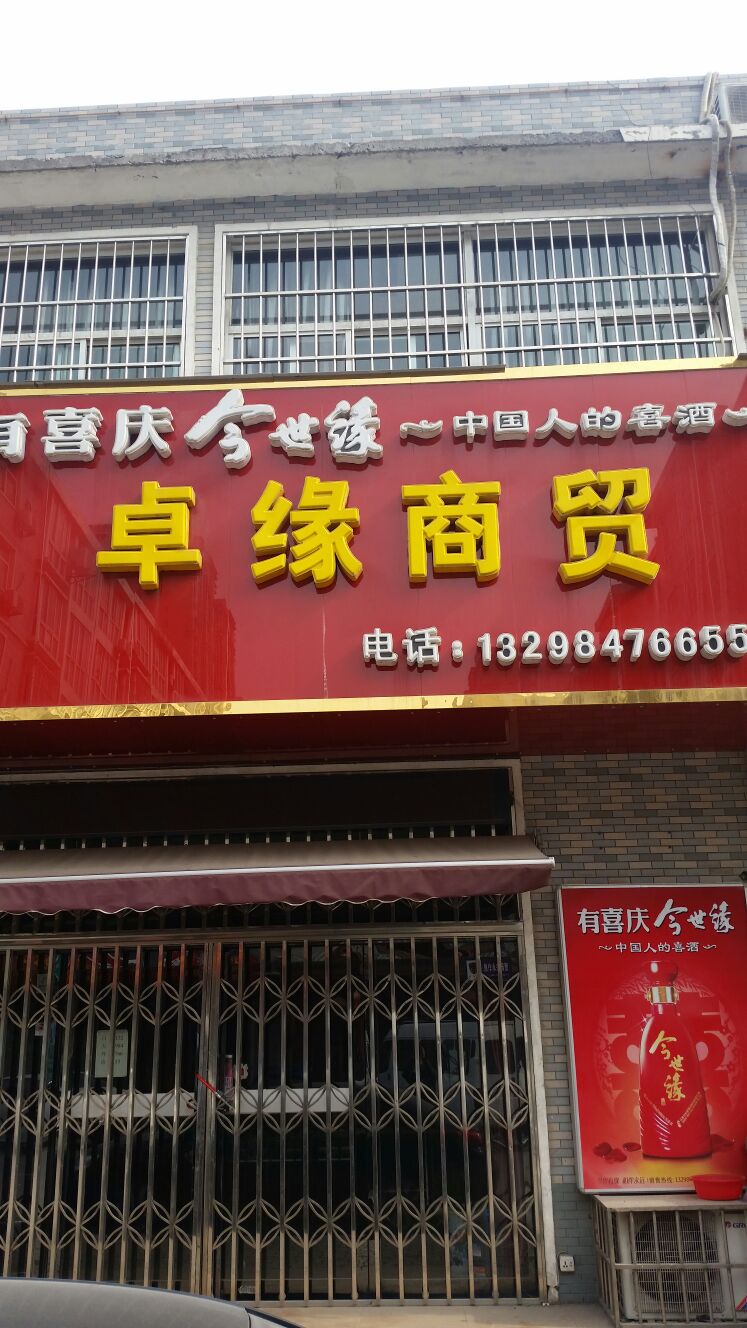 有喜庆 今世缘 ～中国人的喜酒～
卓缘商贸
电话：13298476655
有喜庆 今世缘
～中国人的喜酒～
今世缘